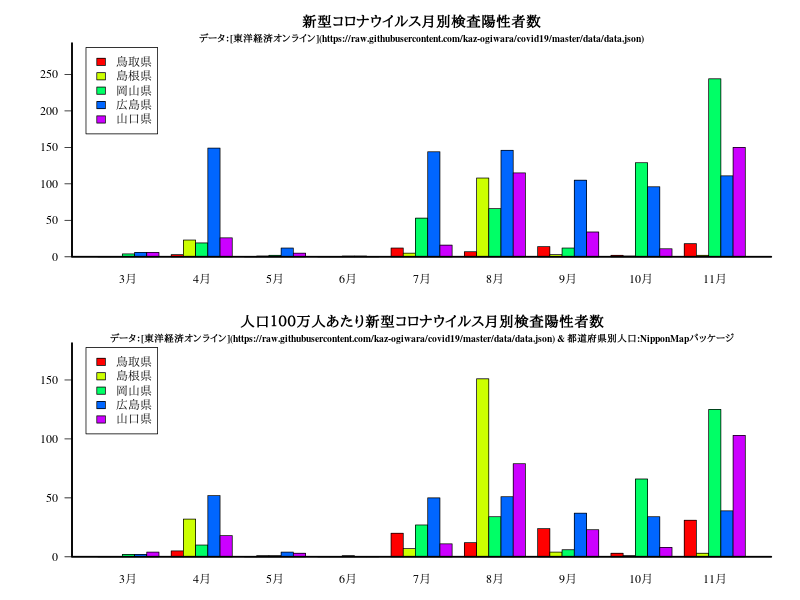 新型コロナウイルス月別検査陽性者数
データ:[東洋経済オンライン](https://raw.githubusercontent.com/kaz-ogiwara/covid19/master/data/data.json)
鳥取県
島根県
岡山県
広島県
山口県
250
200
150
100
50
0
3月 4月 5月 6月 7月 8月 9月 10月 11月
人口100万人あたり新型コロナウイルス月別検査陽性者数
データ:[東洋経済オンライン](https://raw.githubusercontent.com/kaz-ogiwara/covid19/master/data/data.json) & 都道府県別人口:NipponMapパッケージ
鳥取県
島根県
岡山県
広島県
山口県
150
100
50
0
3月 4月 5月 6月 7月 8月 9月 10月 11月